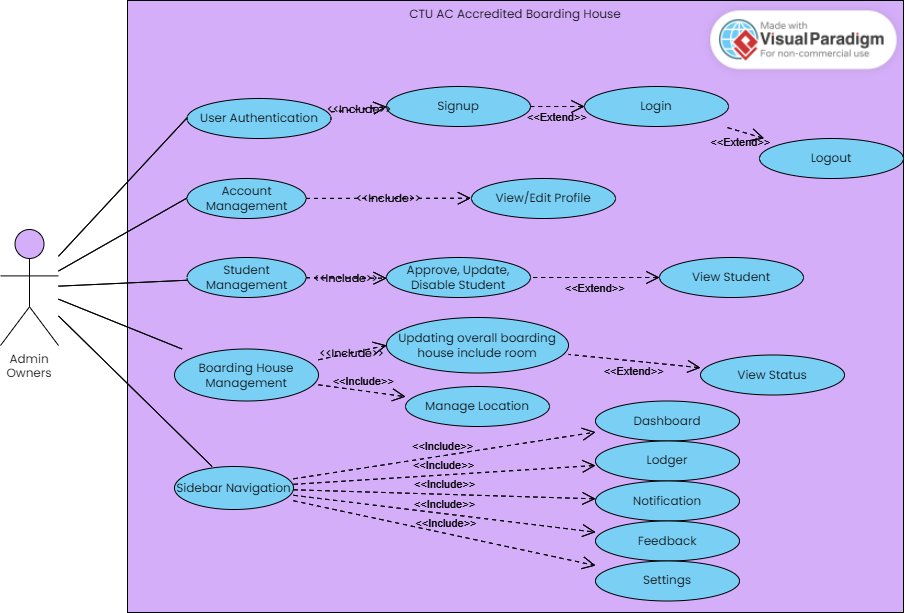 CTU AC Accredited Boarding House
Made with
Visual Paradigm
For non-commercial use
User Authentication
<<Include>>
Signup
<<Extend>>
Login
<<Extend>>
Logout
Account
Management
<<Include>>
View/Edit Profile
Student
Management
<<Include>>
Approve, Update,
Disable Student
<<Extend>>
View Student
Admin
Owners
Boarding House
Management
<<Include>>
Updating overall boarding
house include room
<<Extend>>
View Status
<<Include>>
Manage Location
Sidebar Navigation
<<Include>>
Dashboard
<<Include>>
Lodger
<<Include>>
Notification
<<Include>>
Feedback
<<Include>>
Settings